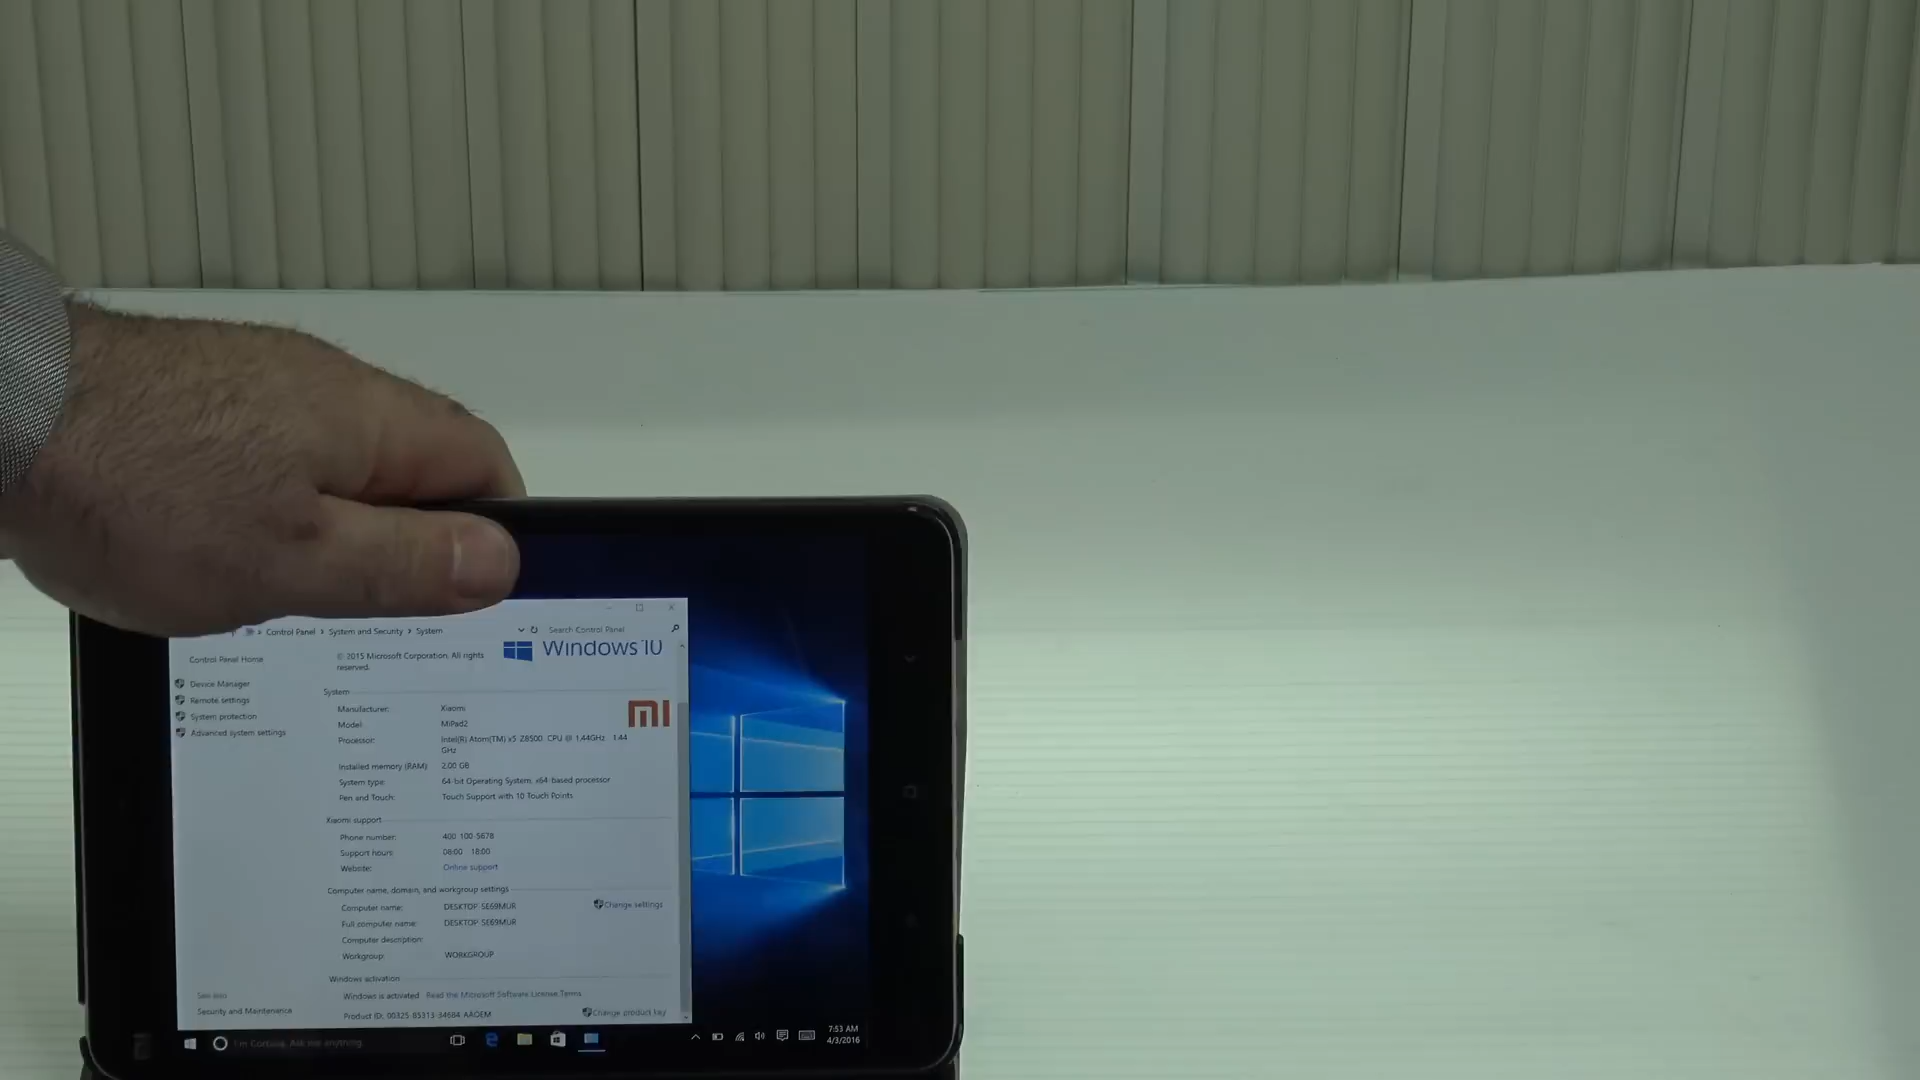 Control Panel > System and Security > System
Search Control Panel
Control Panel Home
Device Manager
Remote settings
System protection
Advanced system settings
© 2015 Microsoft Corporation. All rights
reserved.
Windows 10
System
Manufacturer: Xiaomi
Model: MiPad2
Processor: Intel(R) Atom(TM) x5-Z8500 CPU @ 1.44GHz 1.44
GHz
Installed memory (RAM): 2.00 GB
System type: 64-bit Operating System, x64-based processor
Pen and Touch: Touch Support with 10 Touch Points
MI
Xiaomi support
Phone number: 400-100-5678
Support hours: 08:00 - 18:00
Website: Online support
Computer name, domain, and workgroup settings
Computer name: DESKTOP-SE69MUR
Change settings
Full computer name: DESKTOP-SE69MUR
Computer description:
Workgroup: WORKGROUP
Windows activation
Windows is activated Read the Microsoft Software License Terms
Product ID: 00325-85313-34664-AAOEM
Change product key
See also
Security and Maintenance
I'm Cortana. Ask me anything.
7:53 AM
4/3/2016